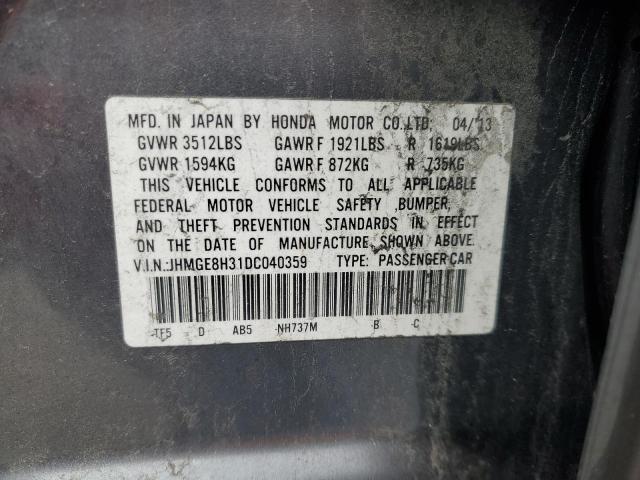 MFD. IN JAPAN BY HONDA MOTOR CO.,LTD. 04/13
GVWR 3512LBS GAWR F 1921LBS R 1619LBS
GVWR 1594KG GAWR F 872KG R 735KG
THIS VEHICLE CONFORMS TO ALL APPLICABLE
FEDERAL MOTOR VEHICLE SAFETY ,BUMPER,
AND THEFT PREVENTION STANDARDS IN EFFECT
ON THE DATE OF MANUFACTURE SHOWN ABOVE.
V.I.N.:JHMGE8H31DC040359 TYPE: PASSENGER CAR
TF5 D AB5 NH737M B C